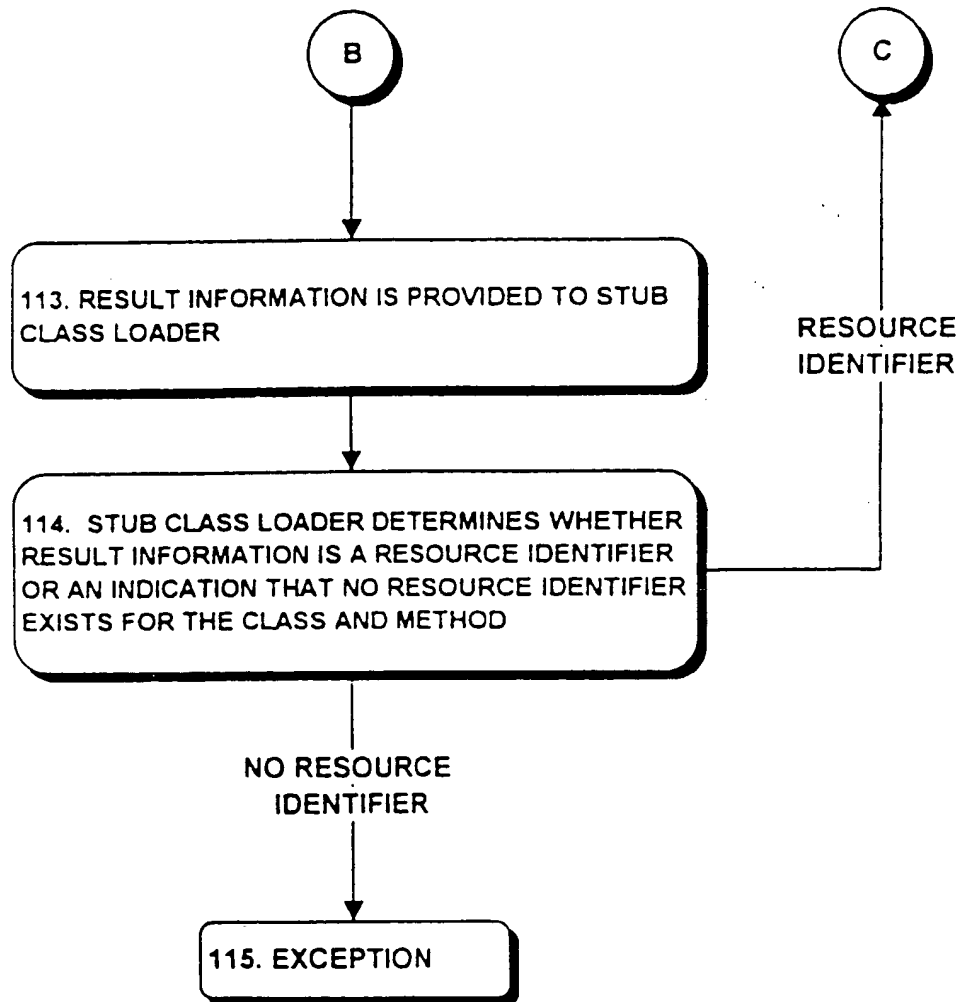 B
C
113. RESULT INFORMATION IS PROVIDED TO STUB
CLASS LOADER
RESOURCE
IDENTIFIER
114. STUB CLASS LOADER DETERMINES WHETHER
RESULT INFORMATION IS A RESOURCE IDENTIFIER
OR AN INDICATION THAT NO RESOURCE IDENTIFIER
EXISTS FOR THE CLASS AND METHOD
NO RESOURCE
IDENTIFIER
115. EXCEPTION